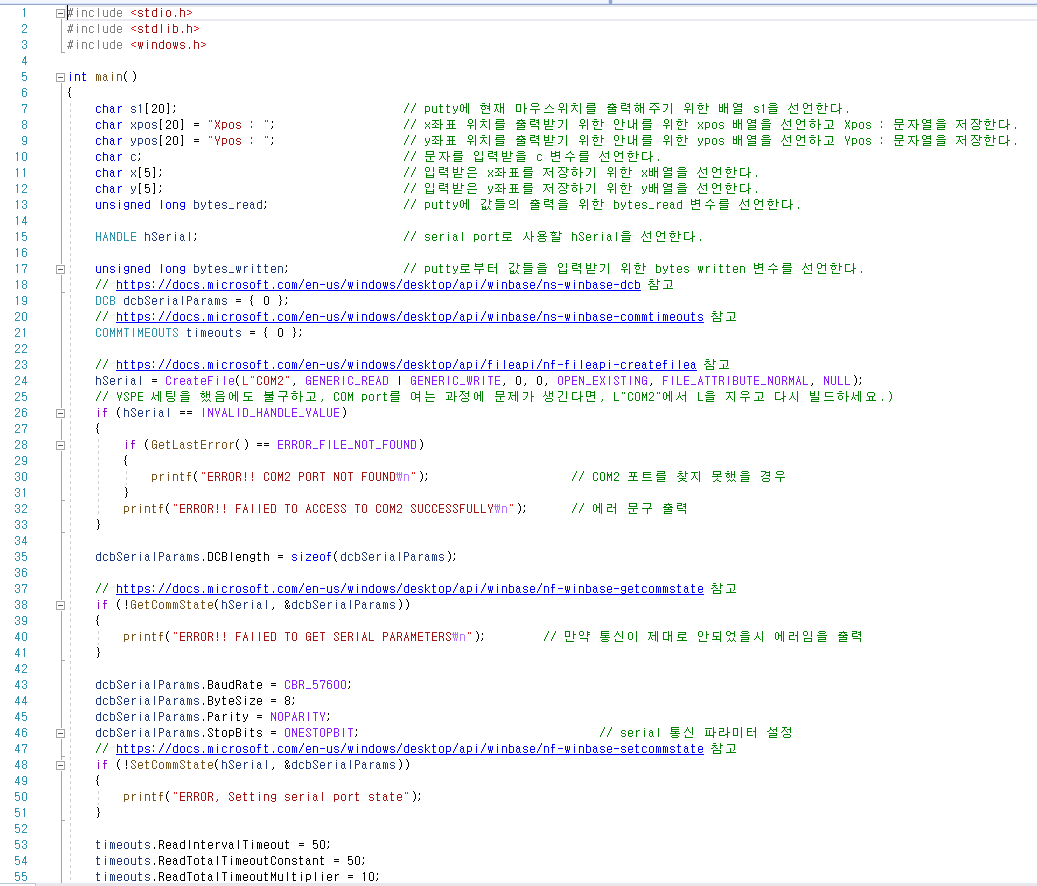 1 #include <stdio.h>
2 #include <stdlib.h>
3 #include <windows.h>
4
5 int main()
6 {
7 char s1[20]; // putty에 현재 마우스위치를 출력해주기 위한 배열 s1을 선언한다.
8 char xpos[20] = "Xpos : "; // x좌표 위치를 출력받기 위한 안내를 위한 xpos 배열을 선언하고 Xpos : 문자열을 저장한다.
9 char ypos[20] = "Ypos : "; // y좌표 위치를 출력받기 위한 안내를 위한 ypos 배열을 선언하고 Ypos : 문자열을 저장한다.
10 char c; // 문자를 입력받을 c 변수를 선언한다.
11 char x[5]; // 입력받은 x좌표를 저장하기 위한 x배열을 선언한다.
12 char y[5]; // 입력받은 y좌표를 저장하기 위한 y배열을 선언한다.
13 unsigned long bytes_read; // putty에 값들의 출력을 위한 bytes_read 변수를 선언한다.
14
15 HANDLE hSerial; // serial port로 사용할 hSerial을 선언한다.
16
17 unsigned long bytes_written; // putty로부터 값들을 입력받기 위한 bytes written 변수를 선언한다.
18 // https://docs.microsoft.com/en-us/windows/desktop/api/winbase/ns-winbase-dcb 참고
19 DCB dcbSerialParams = { 0 };
20 // https://docs.microsoft.com/en-us/windows/desktop/api/winbase/ns-winbase-commtimeouts 참고
21 COMMTIMEOUTS timeouts = { 0 };
22
23 // https://docs.microsoft.com/en-us/windows/desktop/api/fileapi/nf-fileapi-createfilea 참고
24 hSerial = CreateFile(L"COM2", GENERIC_READ | GENERIC_WRITE, 0, 0, OPEN_EXISTING, FILE_ATTRIBUTE_NORMAL, NULL);
25 // VSPE 세팅을 했음에도 불구하고, COM port를 여는 과정에 문제가 생긴다면, L"COM2"에서 L을 지우고 다시 빌드하세요.)
26 if (hSerial == INVALID_HANDLE_VALUE)
27 {
28 if (GetLastError() == ERROR_FILE_NOT_FOUND)
29 {
30 printf("ERROR!! COM2 PORT NOT FOUND₩n"); // COM2 포트를 찾지 못했을 경우
31 }
32 printf("ERROR!! FAIlED TO ACCESS TO COM2 SUCCESSFULLY₩n"); // 에러 문구 출력
33 }
34
35 dcbSerialParams.DCBlength = sizeof(dcbSerialParams);
36
37 // https://docs.microsoft.com/en-us/windows/desktop/api/winbase/nf-winbase-getcommstate 참고
38 if (!GetCommState(hSerial, &dcbSerialParams))
39 {
40 printf("ERROR!! FAIlED TO GET SERIAL PARAMETERS₩n"); // 만약 통신이 제대로 안되었을시 에러임을 출력
41 }
42
43 dcbSerialParams.BaudRate = CBR_57600;
44 dcbSerialParams.ByteSize = 8;
45 dcbSerialParams.Parity = NOPARITY;
46 dcbSerialParams.StopBits = ONESTOPBIT; // serial 통신 파라미터 설정
47 // https://docs.microsoft.com/en-us/windows/desktop/api/winbase/nf-winbase-setcommstate 참고
48 if (!SetCommState(hSerial, &dcbSerialParams))
49 {
50 printf("ERROR, Setting serial port state");
51 }
52
53 timeouts.ReadIntervalTimeout = 50;
54 timeouts.ReadTotalTimeoutConstant = 50;
55 timeouts.ReadTotalTimeoutMultiplier = 10;